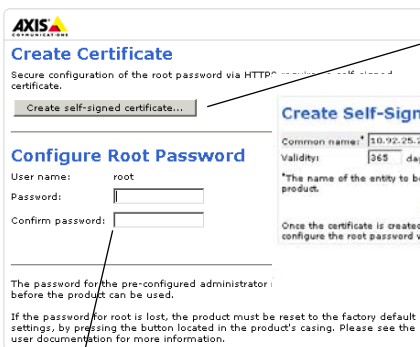 AXIS
COMMUNICATIONS
Create Certificate
Secure configuration of the root password via HTTPS requires a self-signed
certificate.
Create self-signed certificate...
Create Self-Sign
Common name:* 10.92.25.2
Validity: 365 da
*The name of the entity to be
product.
Once the certificate is created
configure the root password v
Configure Root Password
User name: root
Password:
Confirm password:
The password for the pre-configured administrator
before the product can be used.
If the password for root is lost, the product must be reset to the factory default
settings, by pressing the button located in the product's casing. Please see the
user documentation for more information.